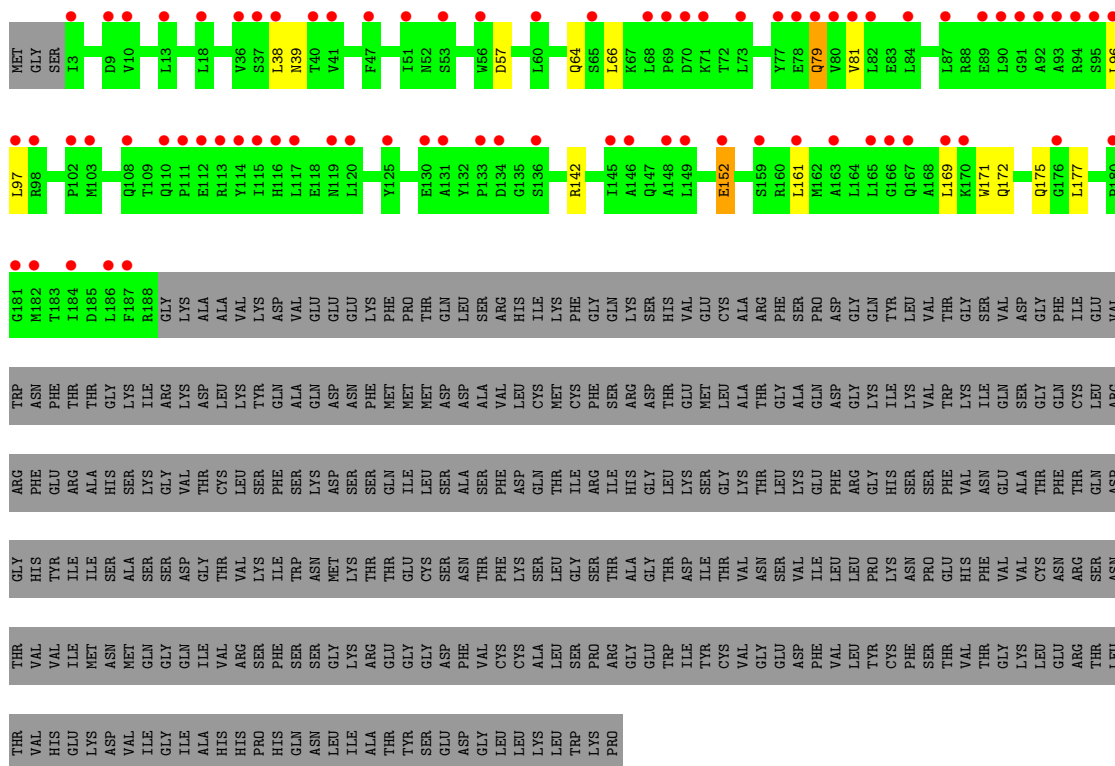 MET GLY SER I3 D9 V10 L13 L18 V36 S37 L38 N39 T40 V41 F47 I51 N52 S53 W56 D57 L60 Q64 S65 L66 K67 L68 P69 D70 K71 T72 L73 Y77 E78 Q79 V80 V81 L82 E83 L84 L87 R88 E89 L90 G91 A92 A93 R94 S95 L96
L97 R98 P102 M103 Q108 T109 Q110 P111 E112 R113 Y114 I115 H116 L117 E118 N119 L120 Y125 E130 A131 Y132 P133 D134 G135 S136 R142 I145 A146 Q147 A148 L149 E152 S159 R160 L161 M162 A163 L164 L165 G166 Q167 A168 L169 K170 W171 Q172 Q175 G176 L177 R180
G181 M182 T183 I184 D185 L186 F187 R188 GLY LYS ALA ALA VAL LYS ASP VAL GLU GLU GLU LYS PHE PRO THR GLN LEU SER ARG HIS ILE LYS PHE GLY GLN LYS SER HIS VAL GLU CYS ALA ARG PHE SER PRO ASP GLY GLN TYR LEU VAL THR GLY SER VAL ASP GLY PHE ILE GLU VAL
TRP ASN PHE THR THR GLY LYS ILE ARG LYS ASP LEU LYS TYR GLN ALA GLN ASP ASN PHE MET MET MET ASP ASP ALA VAL LEU CYS MET CYS PHE SER ARG ASP THR GLU MET LEU ALA THR GLY ALA GLN ASP GLY LYS ILE LYS VAL TRP LYS ILE GLN SER GLY GLN CYS LEU ARG
ARG PHE GLU ARG ALA HIS SER LYS GLY VAL THR CYS LEU SER PHE SER LYS ASP SER SER GLN ILE LEU SER ALA SER PHE ASP GLN THR ILE ARG ILE HIS GLY LEU LYS SER GLY LYS THR LEU LYS GLU PHE ARG GLY HIS SER SER PHE VAL ASN GLU ALA THR PHE THR GLN ASP
GLY HIS TYR ILE ILE SER ALA SER SER ASP GLY THR VAL LYS ILE TRP ASN MET LYS THR THR GLU CYS SER ASN THR PHE LYS SER LEU GLY SER THR ALA GLY THR ASP ILE THR VAL ASN SER VAL ILE LEU LEU PRO LYS ASN PRO GLU HIS PHE VAL VAL CYS ASN ARG SER ASN
THR VAL VAL ILE MET ASN MET GLN GLY GLN ILE VAL ARG SER PHE SER SER GLY LYS ARG GLU GLY GLY ASP PHE VAL CYS CYS ALA LEU SER PRO ARG GLY GLU TRP ILE TYR CYS VAL GLY GLU ASP PHE VAL LEU TYR CYS PHE SER THR VAL THR GLY LYS LEU GLU ARG THR LEU
THR VAL HIS GLU LYS ASP VAL ILE GLY ILE ALA HIS HIS PRO HIS GLN ASN LEU ILE ALA THR TYR SER GLU ASP GLY LEU LEU LYS LEU TRP LYS PRO